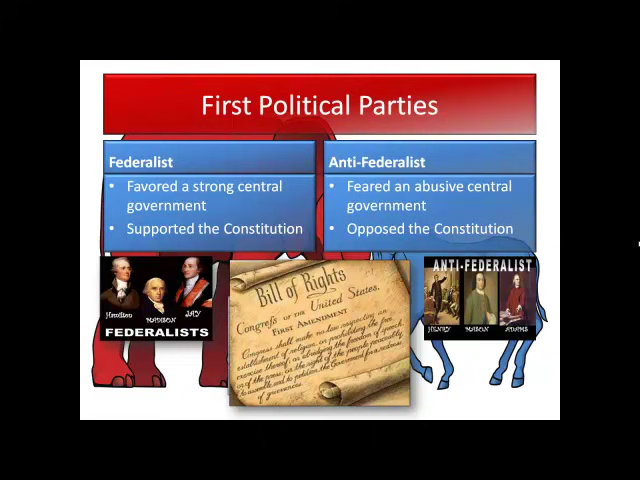 First Political Parties
Federalist
• Favored a strong central
government
• Supported the Constitution
Anti-Federalist
• Feared an abusive central
government
• Opposed the Constitution
Hamilton MADISON JAY
FEDERALISTS
Bill of Rights
Congress OF THE United States,
FIRST AMENDMENT
Congress shall make no law respecting an
establishment of religion, or prohibiting the free
exercise thereof; or abridging the freedom of speech,
or of the press; or the right of the people peaceably
to assemble, and to petition the Government for a redress
of grievances
ANTI-FEDERALIST
HENRY MASON ADAMS